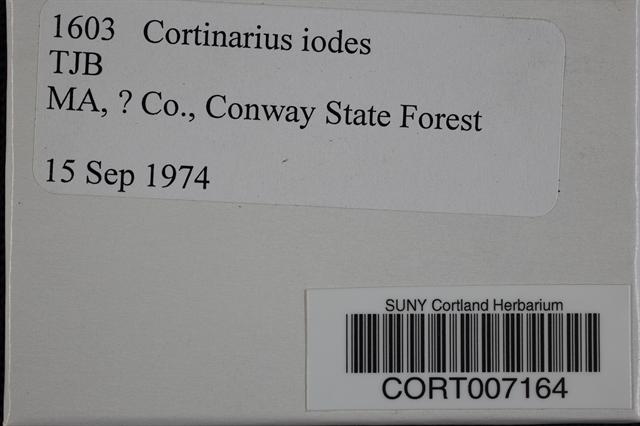 1603 Cortinarius iodes
TJB
MA, ? Co., Conway State Forest
15 Sep 1974
SUNY Cortland Herbarium
CORT007164